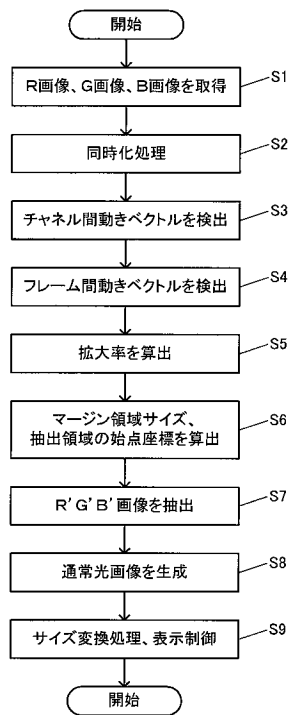 開始
R画像、G画像、B画像を取得
S1
同時化処理
S2
チャネル間動きベクトルを検出
S3
フレーム間動きベクトルを検出
S4
拡大率を算出
S5
マージン領域サイズ、
抽出領域の始点座標を算出
S6
R'G'B'画像を抽出
S7
通常光画像を生成
S8
サイズ変換処理、表示制御
S9
開始